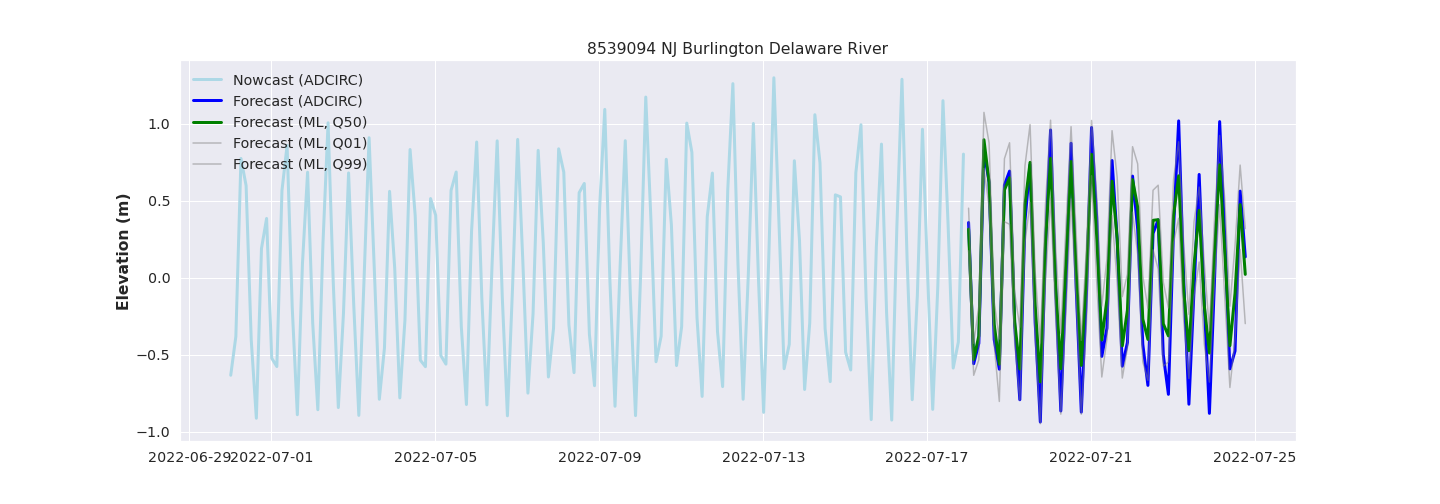 8539094 NJ Burlington Delaware River
Nowcast (ADCIRC)
Forecast (ADCIRC)
Forecast (ML, Q50)
Forecast (ML, Q01)
Forecast (ML, Q99)
Elevation (m)
1.0
0.5
0.0
−0.5
−1.0
2022-06-29 2022-07-01 2022-07-05 2022-07-09 2022-07-13 2022-07-17 2022-07-21 2022-07-25